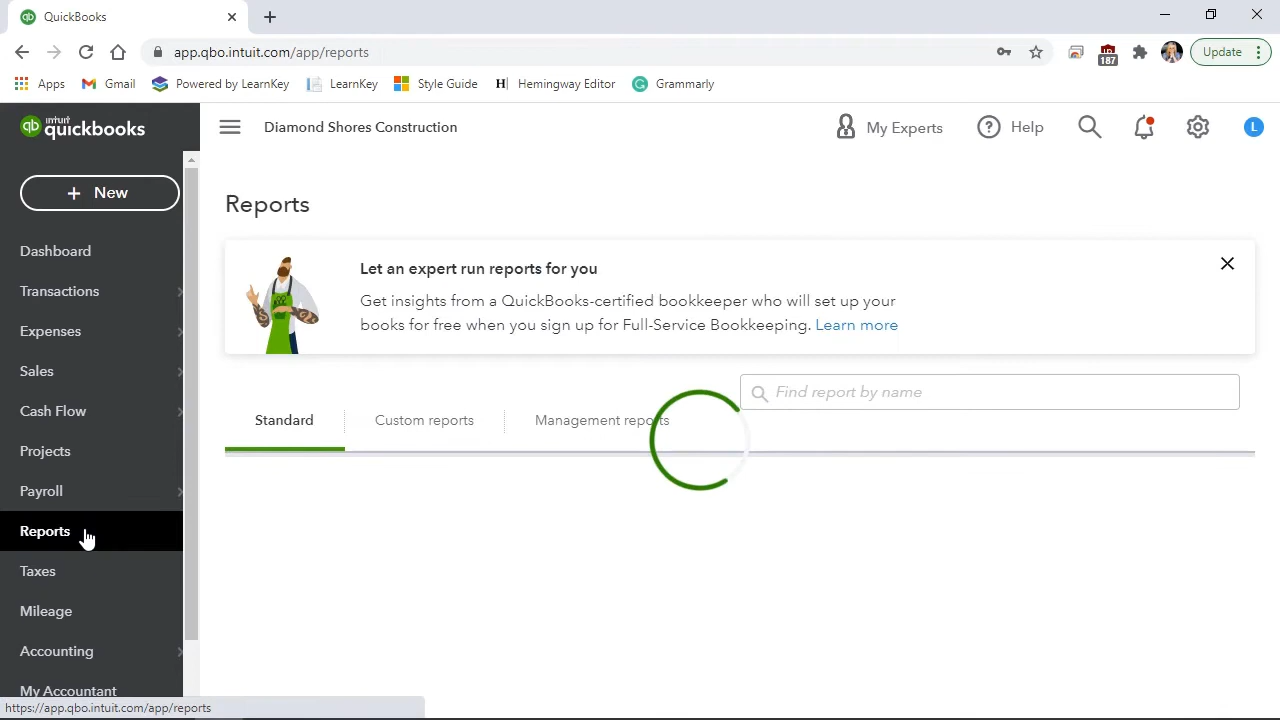 QuickBooks
app.qbo.intuit.com/app/reports
187
Update
Apps
Gmail
Powered by LearnKey
LearnKey
Style Guide
Hemingway Editor
Grammarly
intuit
quickbooks
Diamond Shores Construction
My Experts
Help
L
+ New
Reports
Dashboard
Transactions
Expenses
Sales
Cash Flow
Projects
Payroll
Reports
Taxes
Mileage
Accounting
My Accountant
Let an expert run reports for you
Get insights from a QuickBooks-certified bookkeeper who will set up your
books for free when you sign up for Full-Service Bookkeeping. Learn more
Find report by name
Standard
Custom reports
Management reports
https://app.qbo.intuit.com/app/reports